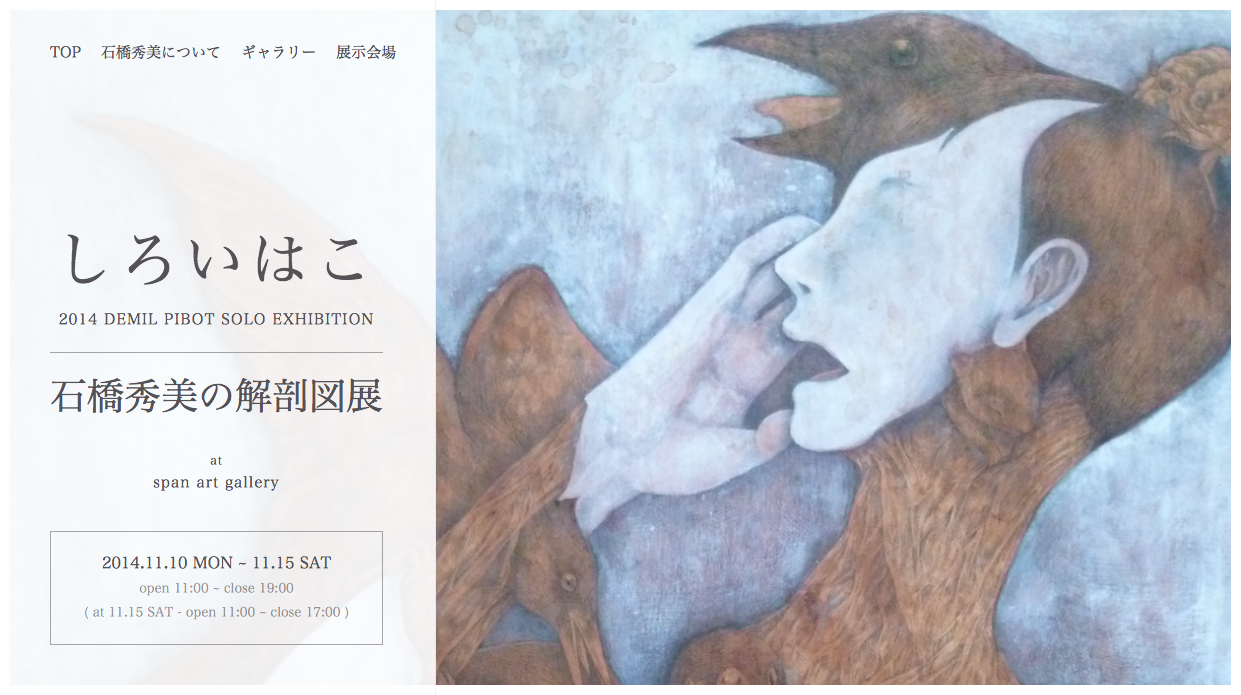 TOP 石橋秀美について ギャラリー 展示会場
しろいはこ
2014 DEMIL PIBOT SOLO EXHIBITION
石橋秀美の解剖図展
at
span art gallery
2014.11.10 MON ~ 11.15 SAT
open 11:00 – close 19:00
( at 11.15 SAT - open 11:00 – close 17:00 )